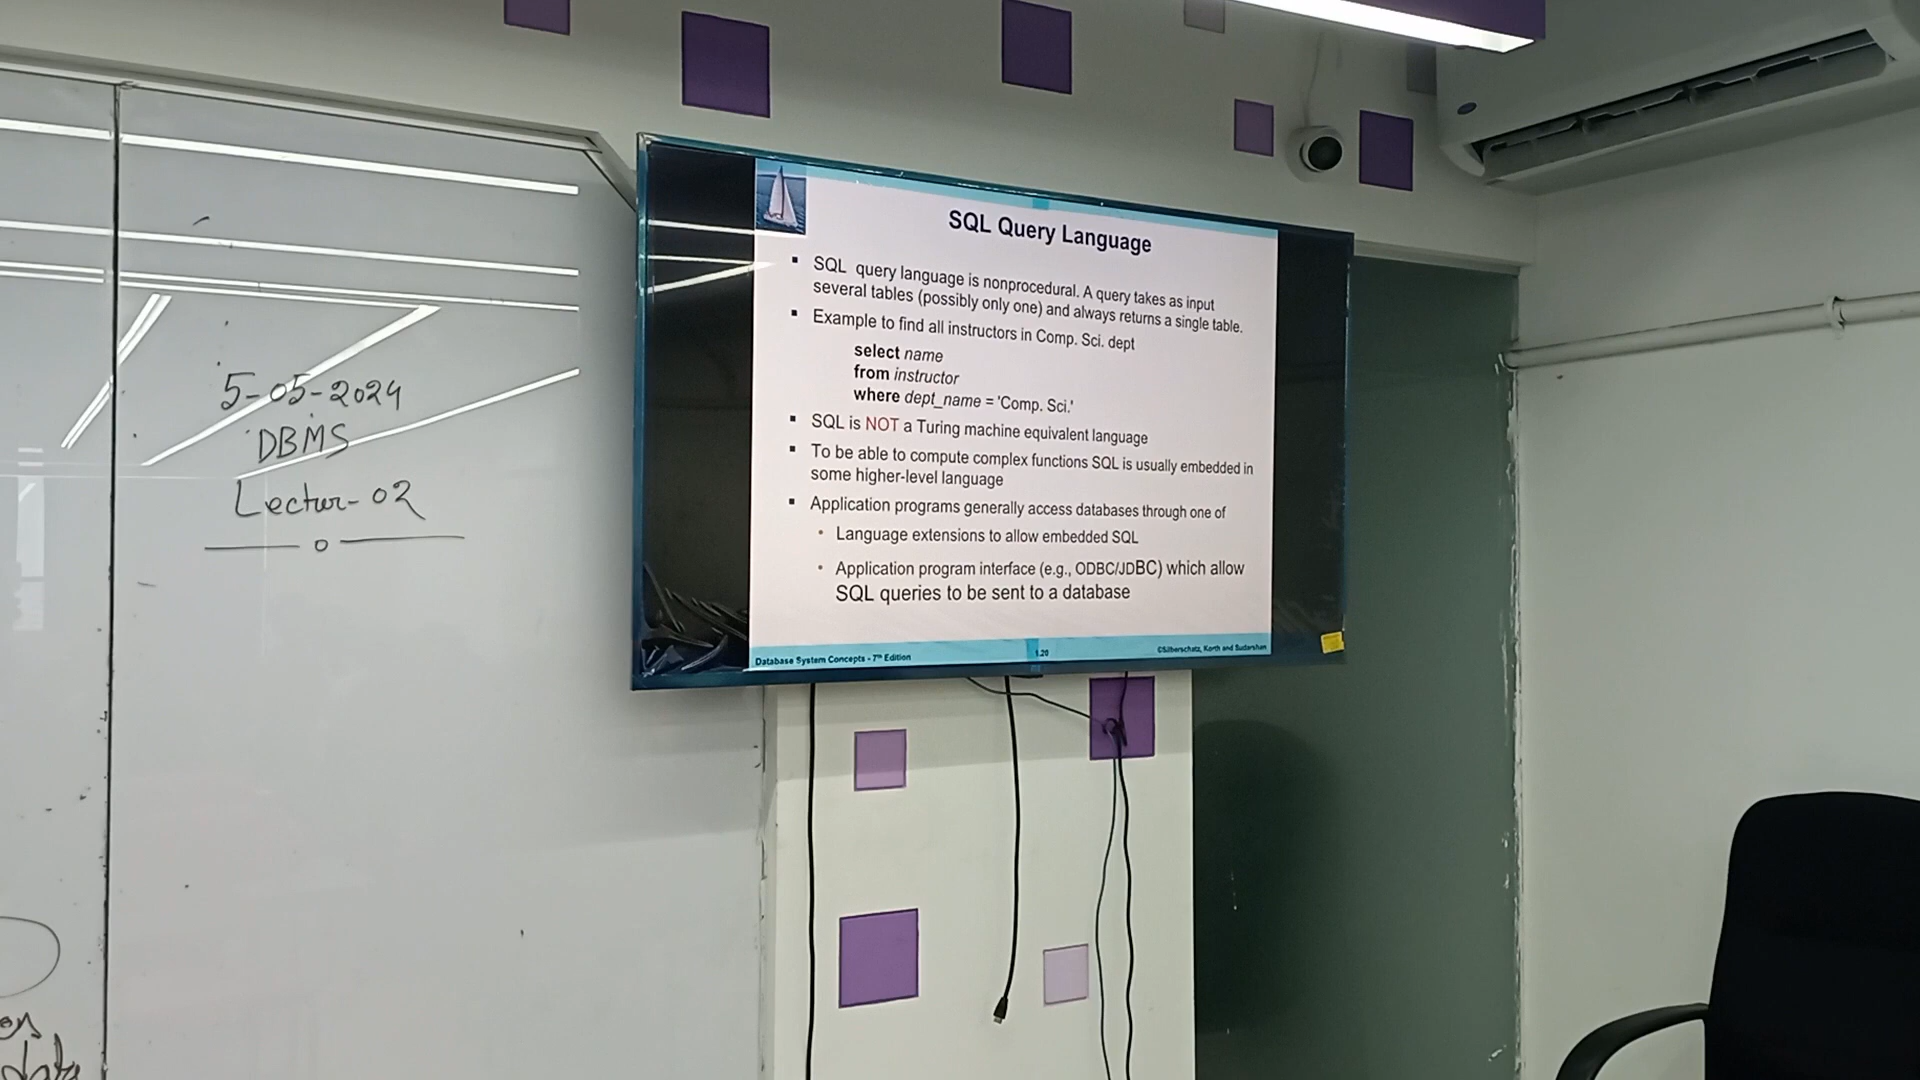 5-05-2024
DBMS
Lectur-02
SQL Query Language
SQL query language is nonprocedural. A query takes as input
several tables (possibly only one) and always returns a single table.
Example to find all instructors in Comp. Sci. dept
select name
from instructor
where dept_name = 'Comp. Sci.'
SQL is NOT a Turing machine equivalent language
To be able to compute complex functions SQL is usually embedded in
some higher-level language
Application programs generally access databases through one of
Language extensions to allow embedded SQL
Application program interface (e.g., ODBC/JDBC) which allow
SQL queries to be sent to a database
Database System Concepts - 7th Edition
1.20
©Silberschatz, Korth and Sudarshan
data